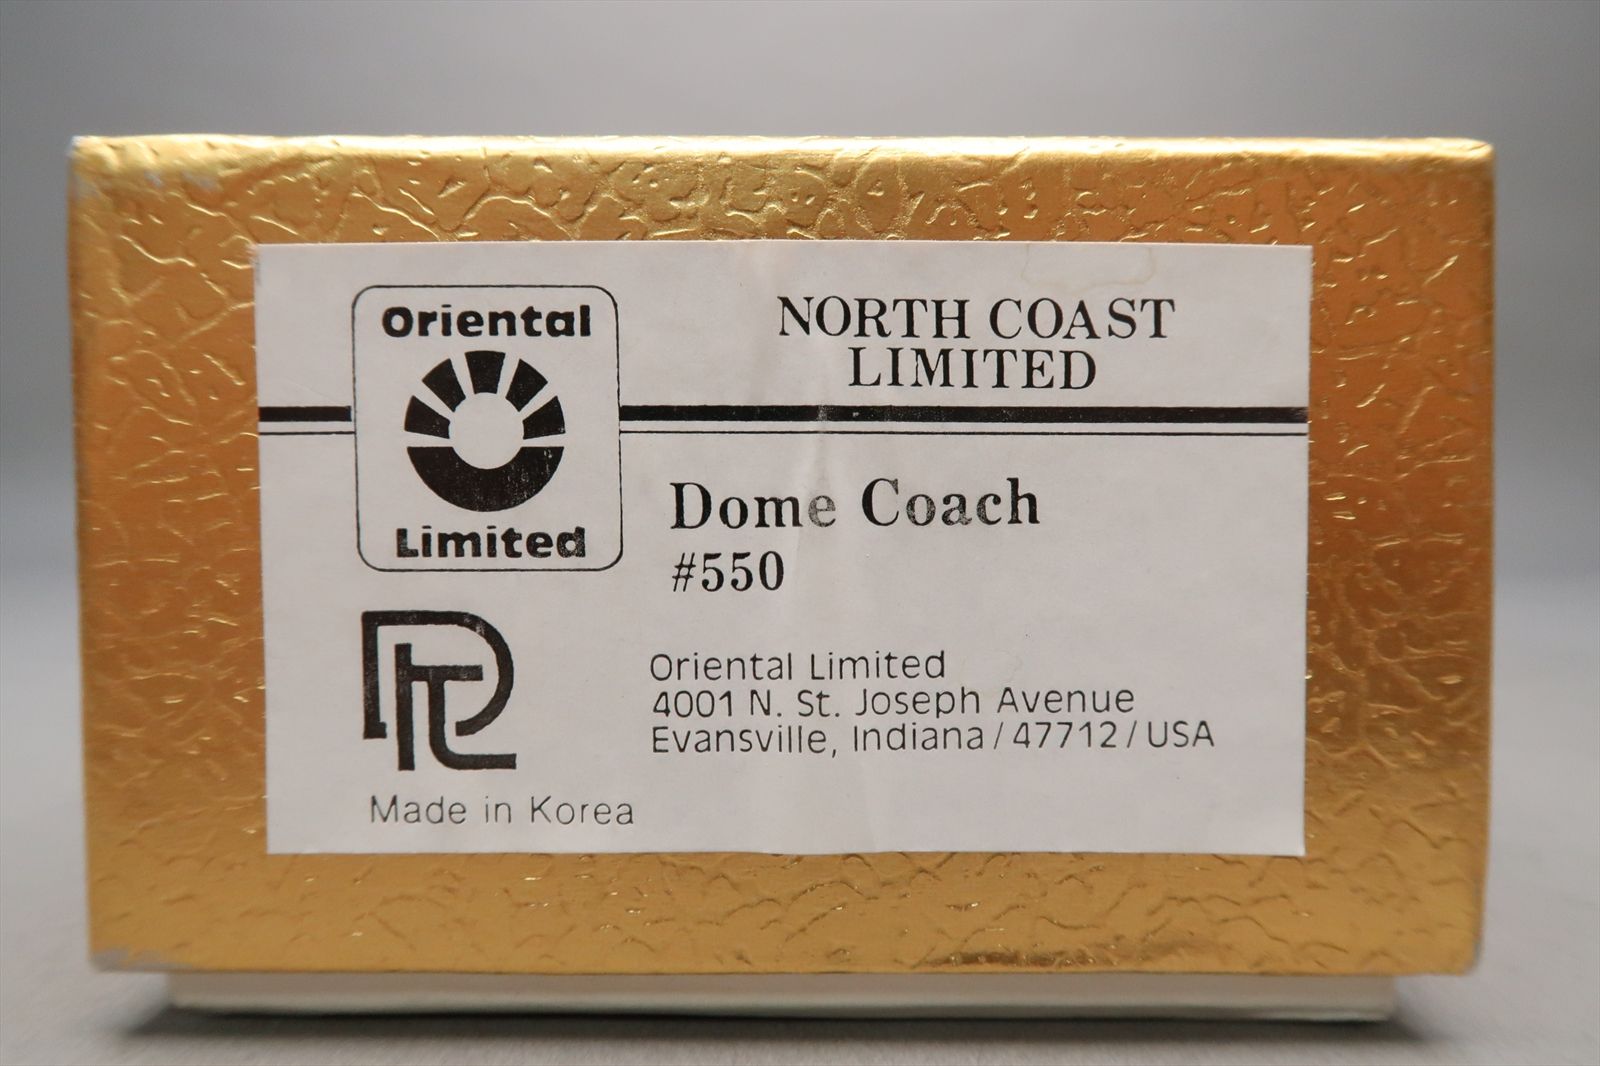 Oriental
Limited
NORTH COAST
LIMITED
Dome Coach
#550
Oriental Limited
4001 N. St. Joseph Avenue
Evansville, Indiana / 47712 / USA
Made in Korea